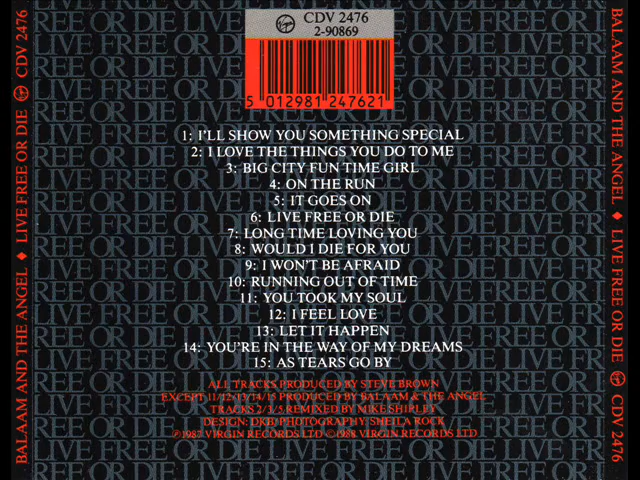 BALAAM AND THE ANGEL ♦ LIVE FREE OR DIE Virgin CDV 2476
Virgin CDV 2476
2-90869
5 012981 247621
1: I'LL SHOW YOU SOMETHING SPECIAL
2: I LOVE THE THINGS YOU DO TO ME
3: BIG CITY FUN TIME GIRL
4: ON THE RUN
5: IT GOES ON
6: LIVE FREE OR DIE
7: LONG TIME LOVING YOU
8: WOULD I DIE FOR YOU
9: I WON'T BE AFRAID
10: RUNNING OUT OF TIME
11: YOU TOOK MY SOUL
12: I FEEL LOVE
13: LET IT HAPPEN
14: YOU'RE IN THE WAY OF MY DREAMS
15: AS TEARS GO BY
ALL TRACKS PRODUCED BY STEVE BROWN
EXCEPT 11/12/13/14/15 PRODUCED BY BALAAM & THE ANGEL
TRACKS 2/3/5 REMIXED BY MIKE SHIPLEY
DESIGN: DKB/PHOTOGRAPHY: SHEILA ROCK
℗1987 VIRGIN RECORDS LTD ©1988 VIRGIN RECORDS LTD
BALAAM AND THE ANGEL ♦ LIVE FREE OR DIE Virgin CDV 2476